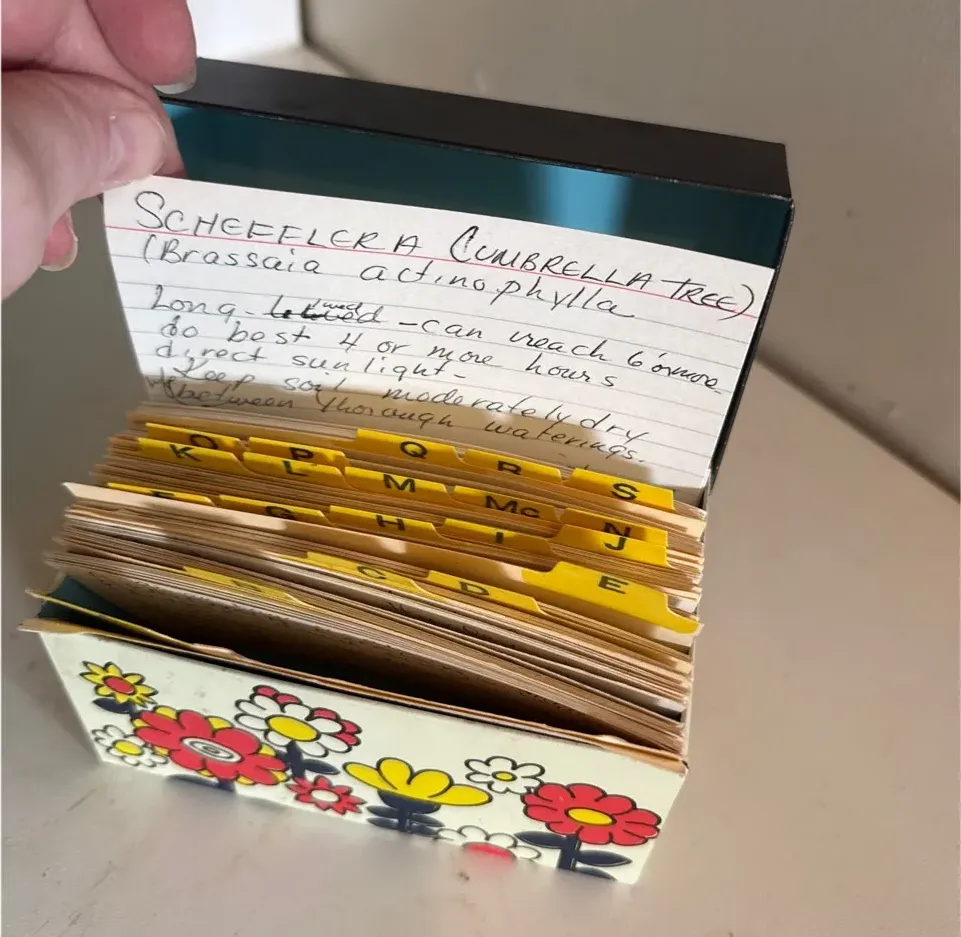 SCHEFFLERA (UMBRELLA TREE)
(Brassaia actinophylla
Long-lived - can reach 6' or more
do best 4 or more hours
direct sunlight-
Keep soil moderately dry
between thorough waterings.
O P Q R S
K L M Mc N
F G H I J
C D E